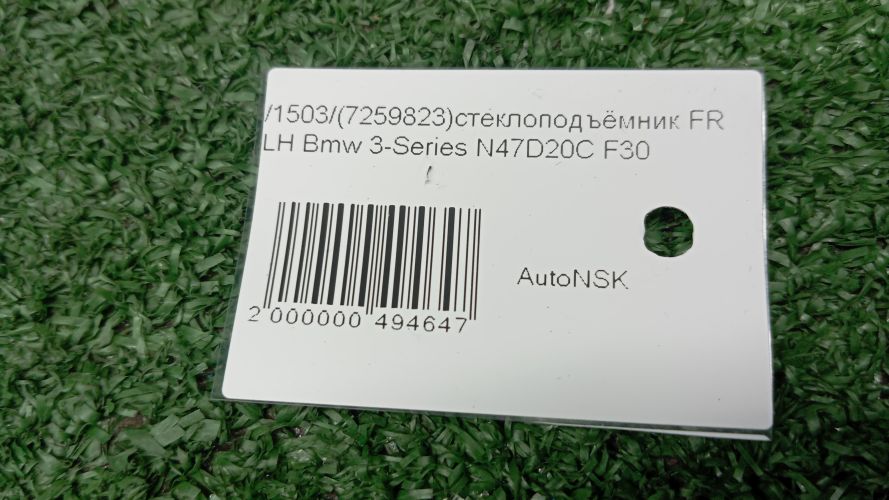 /1503/(7259823)стеклоподъёмник FR
LH Bmw 3-Series N47D20C F30
AutoNSK
2 000000 494647